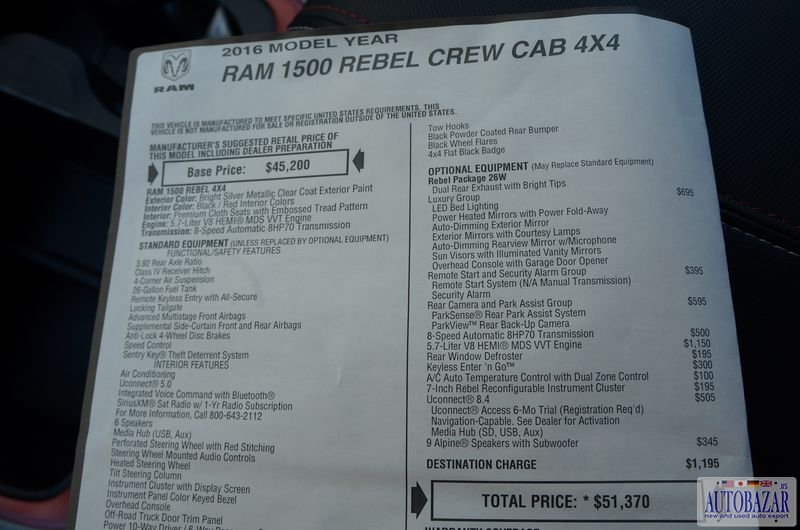 2016 MODEL YEAR
RAM 1500 REBEL CREW CAB 4X4
RAM
THIS VEHICLE IS MANUFACTURED TO MEET SPECIFIC UNITED STATES REQUIREMENTS. THIS
VEHICLE IS NOT MANUFACTURED FOR SALE OR REGISTRATION OUTSIDE OF THE UNITED STATES.
MANUFACTURER'S SUGGESTED RETAIL PRICE OF
THIS MODEL INCLUDING DEALER PREPARATION
Base Price: $45,200
RAM 1500 REBEL 4X4
Exterior Color: Bright Silver Metallic Clear Coat Exterior Paint
Interior Color: Black / Red Interior Colors
Interior: Premium Cloth Seats with Embossed Tread Pattern
Engine: 5.7-Liter V8 HEMI® MDS VVT Engine
Transmission: 8-Speed Automatic 8HP70 Transmission
STANDARD EQUIPMENT (UNLESS REPLACED BY OPTIONAL EQUIPMENT)
FUNCTIONAL/SAFETY FEATURES
3.92 Rear Axle Ratio
Class IV Receiver Hitch
4-Corner Air Suspension
26-Gallon Fuel Tank
Remote Keyless Entry with All-Secure
Locking Tailgate
Advanced Multistage Front Airbags
Supplemental Side-Curtain Front and Rear Airbags
Anti-Lock 4-Wheel Disc Brakes
Speed Control
Sentry Key® Theft Deterrent System
INTERIOR FEATURES
Air Conditioning
Uconnect® 5.0
Integrated Voice Command with Bluetooth®
SiriusXM® Sat Radio w/ 1-Yr Radio Subscription
For More Information, Call 800-643-2112
6 Speakers
Media Hub (USB, Aux)
Perforated Steering Wheel with Red Stitching
Steering Wheel Mounted Audio Controls
Heated Steering Wheel
Tilt Steering Column
Instrument Cluster with Display Screen
Instrument Panel Color Keyed Bezel
Overhead Console
Off-Road Truck Door Trim Panel
Power 10-Way Driver / 6-Way
Tow Hooks
Black Powder Coated Rear Bumper
Black Wheel Flares
4x4 Flat Black Badge
OPTIONAL EQUIPMENT (May Replace Standard Equipment)
Rebel Package 26W
Dual Rear Exhaust with Bright Tips
Luxury Group $695
LED Bed Lighting
Power Heated Mirrors with Power Fold-Away
Auto-Dimming Exterior Mirror
Exterior Mirrors with Courtesy Lamps
Auto-Dimming Rearview Mirror w/Microphone
Sun Visors with Illuminated Vanity Mirrors
Overhead Console with Garage Door Opener
Remote Start and Security Alarm Group $395
Remote Start System (N/A Manual Transmission)
Security Alarm
Rear Camera and Park Assist Group $595
ParkSense® Rear Park Assist System
ParkView™ Rear Back-Up Camera
8-Speed Automatic 8HP70 Transmission $500
5.7-Liter V8 HEMI® MDS VVT Engine $1,150
Rear Window Defroster $195
Keyless Enter 'n Go™ $300
A/C Auto Temperature Control with Dual Zone Control $100
7-Inch Rebel Reconfigurable Instrument Cluster $195
Uconnect® 8.4 $505
Uconnect® Access 6-Mo Trial (Registration Req'd)
Navigation-Capable. See Dealer for Activation
Media Hub (SD, USB, Aux)
9 Alpine® Speakers with Subwoofer $345
DESTINATION CHARGE $1,195
TOTAL PRICE: * $51,370
WARRANTY COVERAGE
AUTOBAZAR.US
new and used auto export